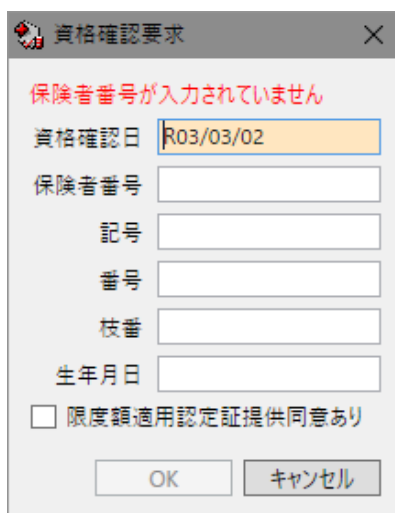 資格確認要求
保険者番号が入力されていません
資格確認日 R03/03/02
保険者番号
記号
番号
枝番
生年月日
限度額適用認定証提供同意あり
OK キャンセル